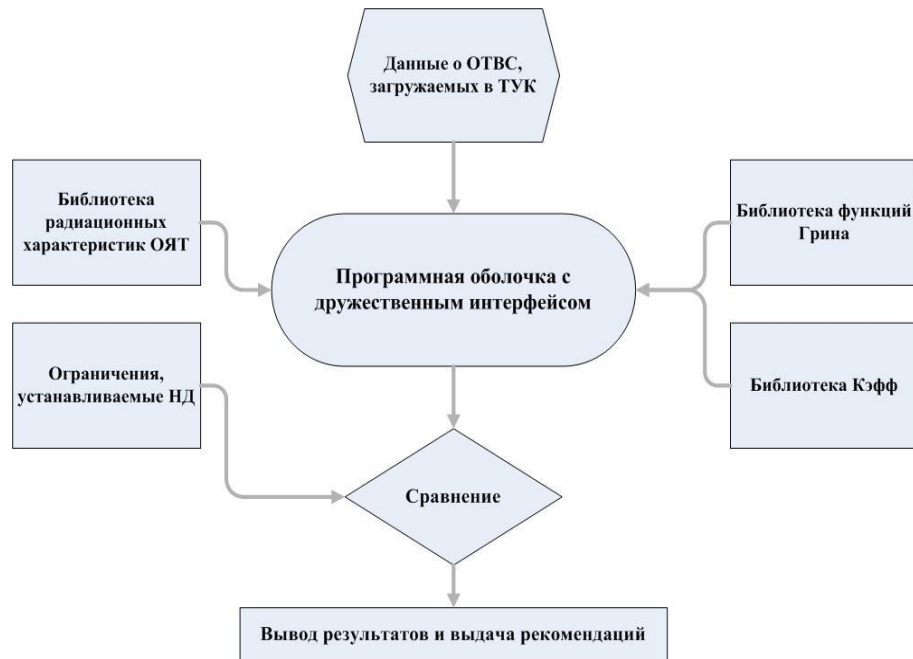 Данные о ОТВС,
загружаемых в ТУК
Библиотека
радиационных
характеристик ОЯТ
Библиотека функций
Грина
Программная оболочка с
дружественным интерфейсом
Ограничения,
устанавливаемые НД
Библиотека Кэфф
Сравнение
Вывод результатов и выдача рекомендаций